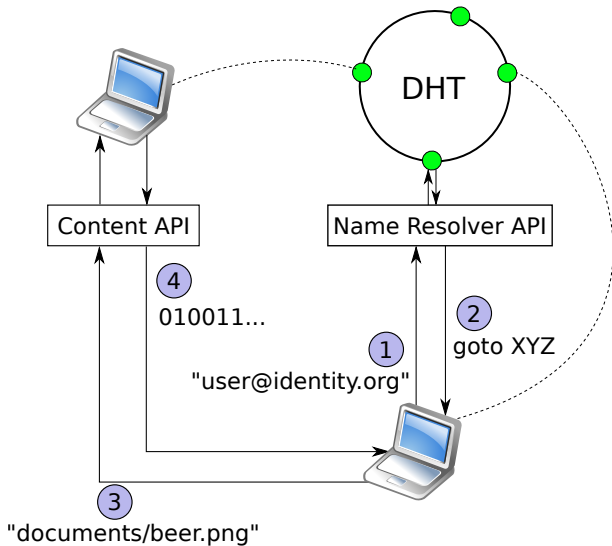 DHT
Content API
Name Resolver API
4
010011...
2
goto XYZ
1
"user@identity.org"
3
"documents/beer.png"